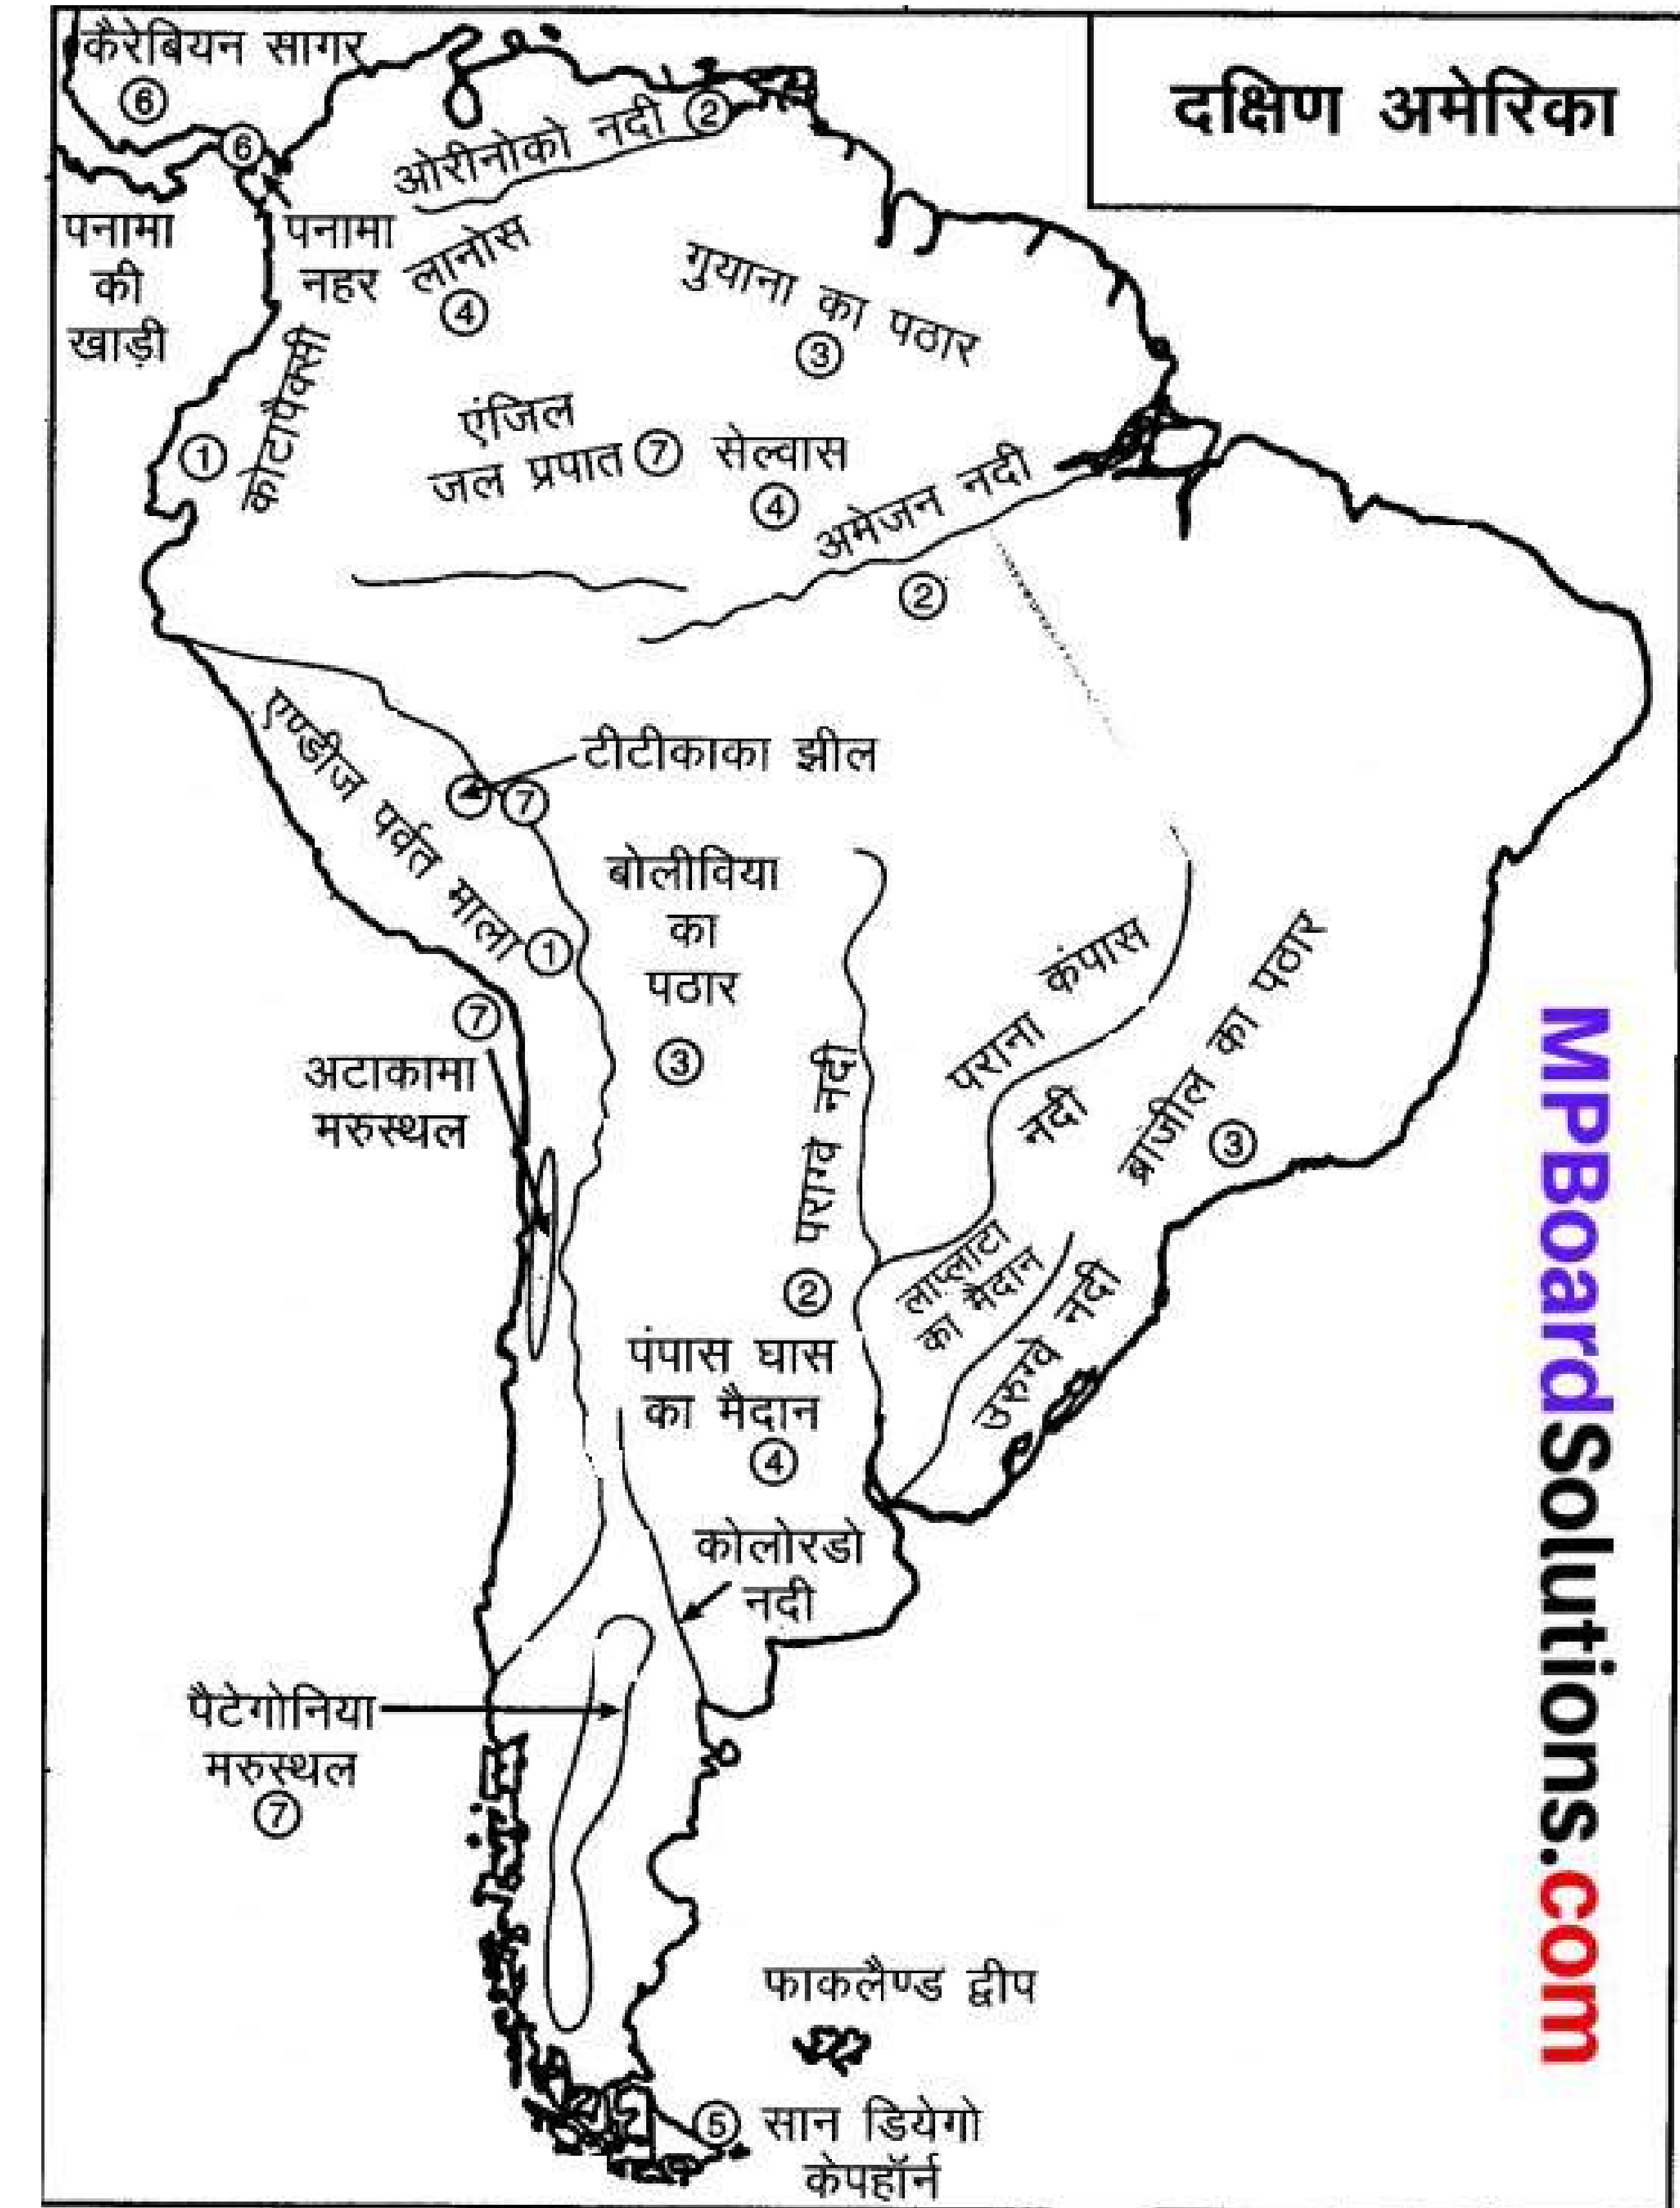 कैरेबियन सागर
⑥
दक्षिण अमेरिका
⑥
ओरीनोको नदी ②
पनामा
की
खाड़ी
पनामा
नहर
लानोस
④
गुयाना का पठार
③
कोटापैक्सी
①
एंजिल
जल प्रपात ⑦
सेल्वास
④
अमेजन नदी
②
एण्डीज पर्वत माला ①
टीटीकाका झील
⑦
बोलीविया
का
पठार
③
⑦
अटाकामा
मरुस्थल
② पराग्वे नदी
कंपास
पराना
नदी
ब्राजील का पठार
③
लाप्लाटा
का मैदान
उरुग्वे नदी
पंपास घास
का मैदान
④
कोलोरडो
नदी
पैटेगोनिया
मरुस्थल
⑦
फाकलैण्ड द्वीप
⑤ सान डियेगो
केपहॉर्न
MPBoardSolutions.com